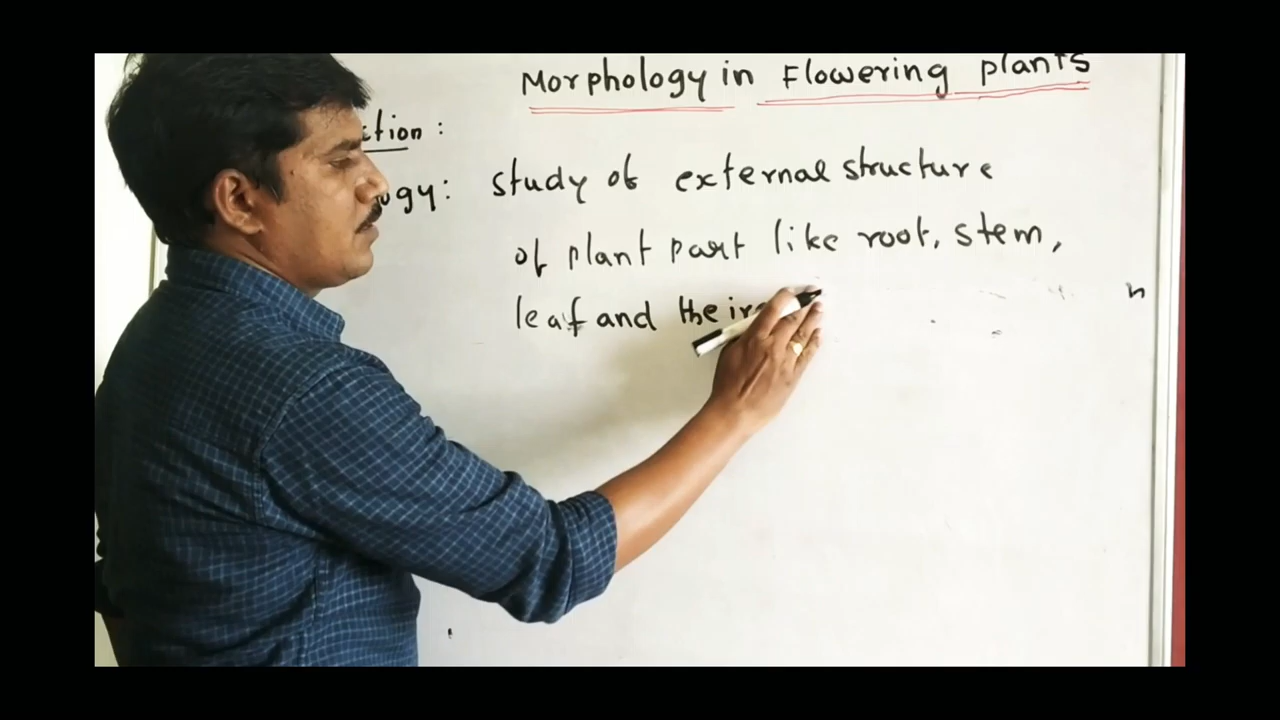 Morphology in Flowering plants
ction :
ogy : study of external structure
of plant part like root, stem,
leaf and their
h